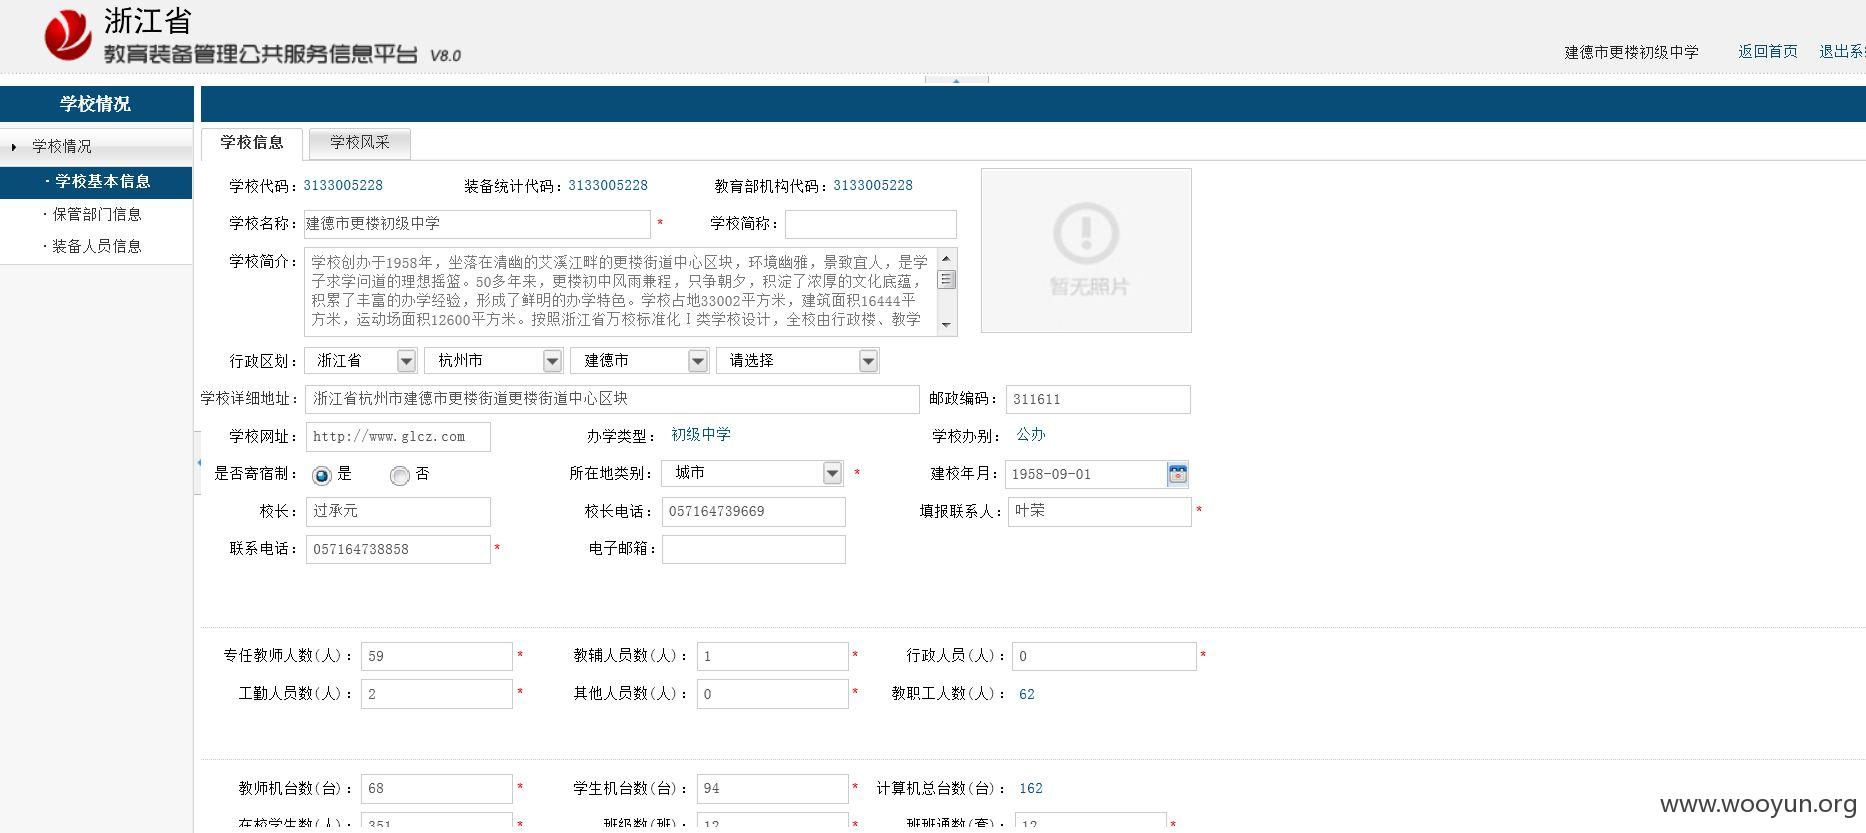 浙江省
教育装备管理公共服务信息平台 V8.0
建德市更楼初级中学 返回首页 退出系
学校情况
学校情况
·学校基本信息
·保管部门信息
·装备人员信息
学校信息 学校风采
学校代码：3133005228 装备统计代码：3133005228 教育部机构代码：3133005228
学校名称：建德市更楼初级中学 * 学校简称：
学校简介：学校创办于1958年，坐落在清幽的艾溪江畔的更楼街道中心区块，环境幽雅，景致宜人，是学
子求学问道的理想摇篮。50多年来，更楼初中风雨兼程，只争朝夕，积淀了浓厚的文化底蕴，
积累了丰富的办学经验，形成了鲜明的办学特色。学校占地33002平方米，建筑面积16444平
方米，运动场面积12600平方米。按照浙江省万校标准化Ⅰ类学校设计，全校由行政楼、教学
暂无照片
行政区划：浙江省 杭州市 建德市 请选择
学校详细地址：浙江省杭州市建德市更楼街道更楼街道中心区块 邮政编码：311611
学校网址：http://www.glcz.com 办学类型：初级中学 学校办别：公办
是否寄宿制：是 否 所在地类别：城市 * 建校年月：1958-09-01
校长：过承元 校长电话：057164739669 填报联系人：叶荣 *
联系电话：057164738858 * 电子邮箱：
专任教师人数(人)：59 * 教辅人员数(人)：1 * 行政人员(人)：0 *
工勤人员数(人)：2 * 其他人员数(人)：0 * 教职工人数(人)：62
教师机台数(台)：68 * 学生机台数(台)：94 * 计算机总台数(台)：162
在校学生数(人)：351 * 班级数(班)：12 * 班班通数(套)：12 *
www.wooyun.org